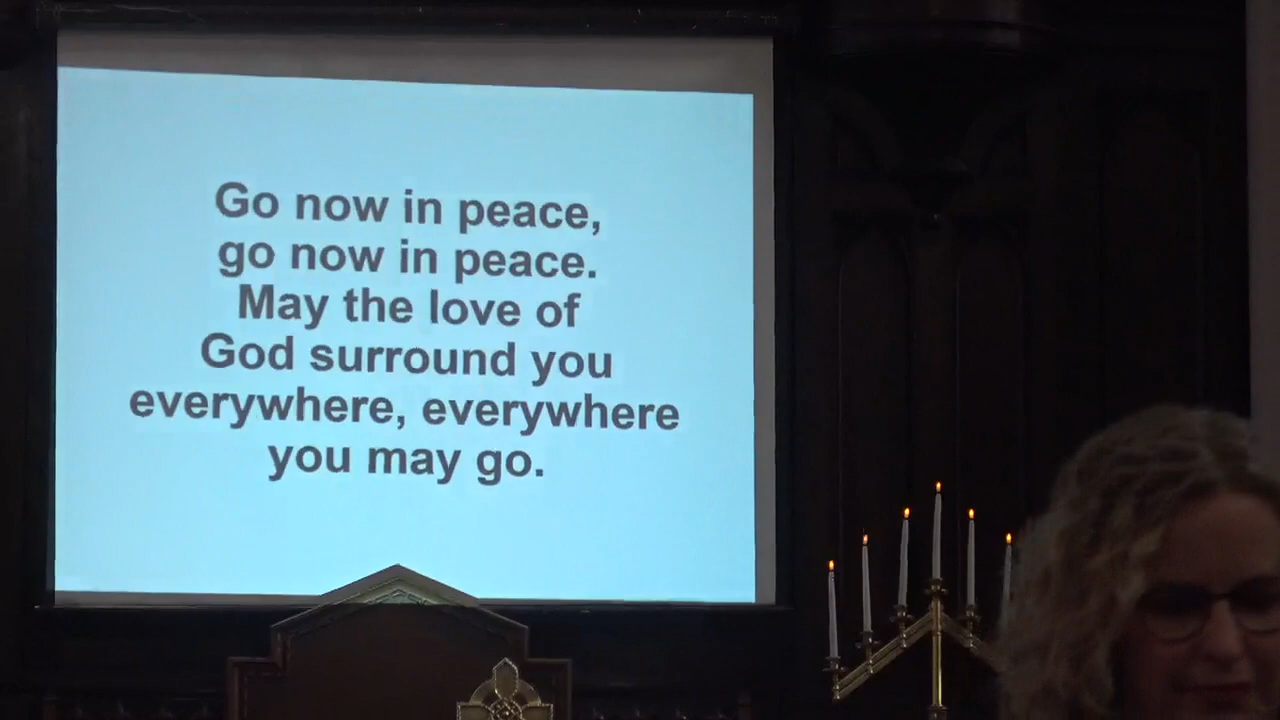 Go now in peace,
go now in peace.
May the love of
God surround you
everywhere, everywhere
you may go.